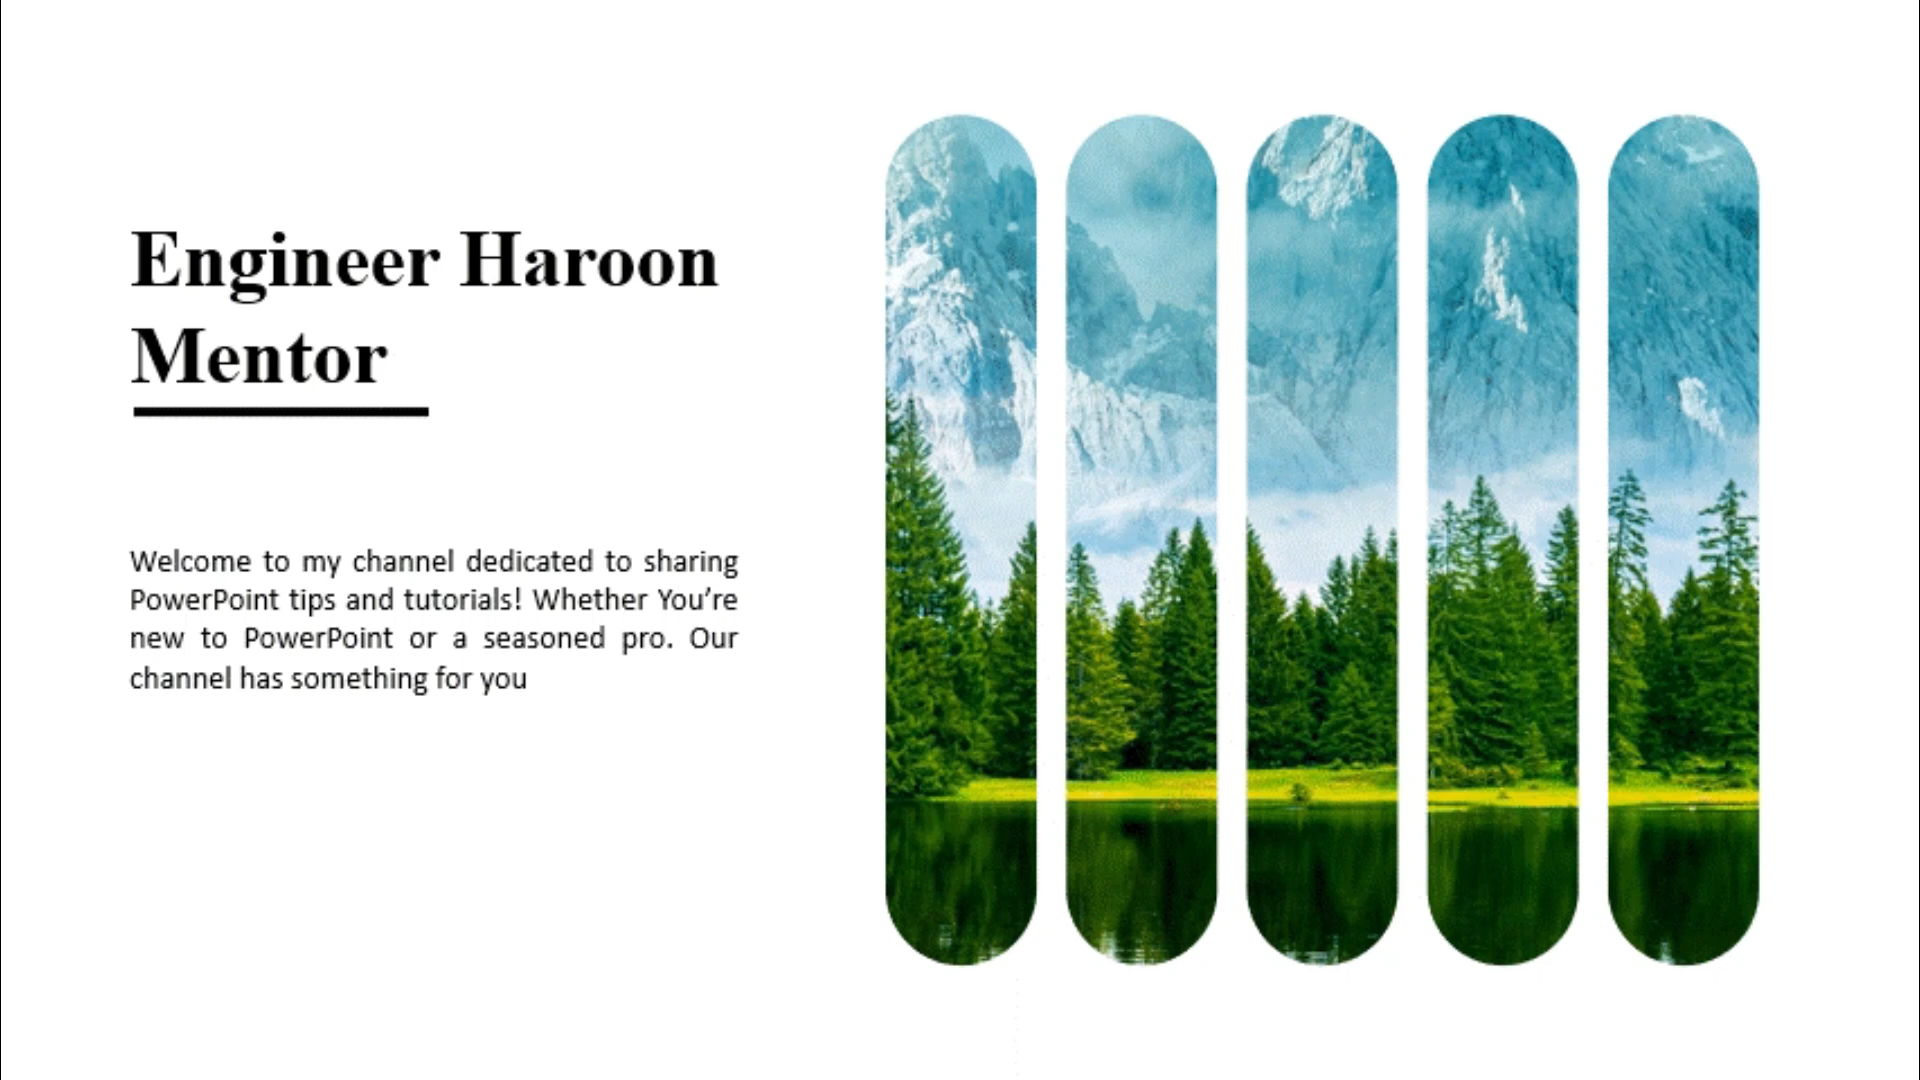 Engineer Haroon
Mentor
Welcome to my channel dedicated to sharing
PowerPoint tips and tutorials! Whether You’re
new to PowerPoint or a seasoned pro. Our
channel has something for you